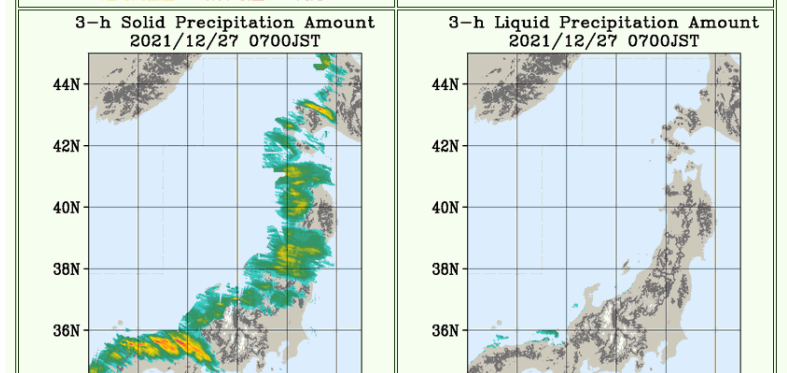 3-h Solid Precipitation Amount
2021/12/27 0700JST
44N
42N
40N
38N
36N
3-h Liquid Precipitation Amount
2021/12/27 0700JST
44N
42N
40N
38N
36N